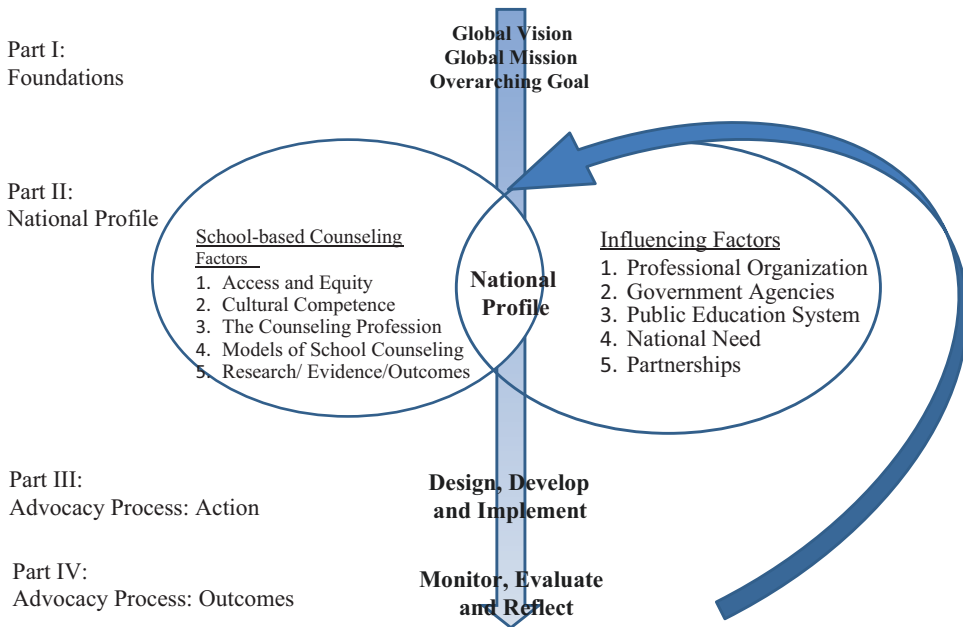 Part I:
Foundations
Global Vision
Global Mission
Overarching Goal
Part II:
National Profile
School-based Counseling
Factors
1. Access and Equity
2. Cultural Competence
3. The Counseling Profession
4. Models of School Counseling
5. Research/ Evidence/Outcomes
National
Profile
Influencing Factors
1. Professional Organization
2. Government Agencies
3. Public Education System
4. National Need
5. Partnerships
Part III:
Advocacy Process: Action
Design, Develop
and Implement
Part IV:
Advocacy Process: Outcomes
Monitor, Evaluate
and Reflect